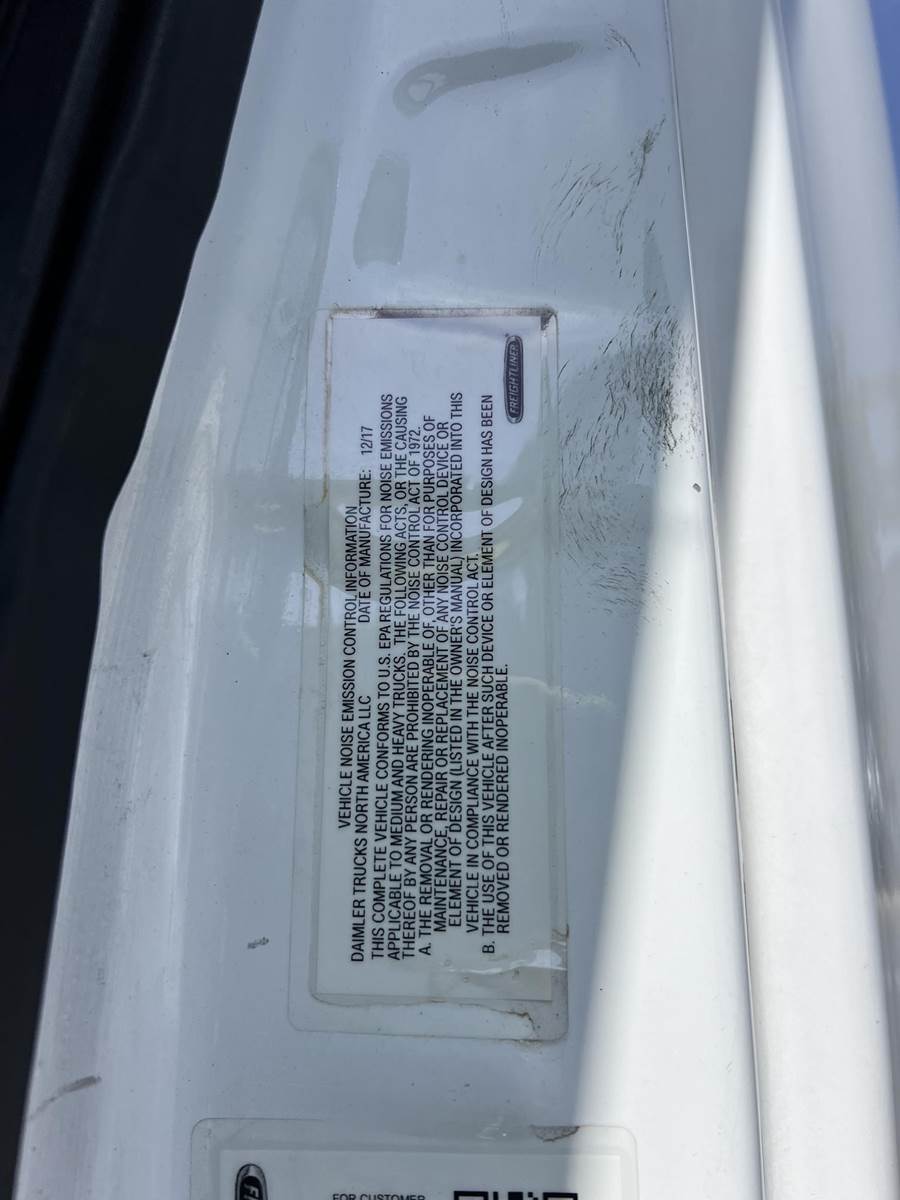 FREIGHTLINER
VEHICLE NOISE EMISSION CONTROL INFORMATION
DAIMLER TRUCKS NORTH AMERICA LLC DATE OF MANUFACTURE: 12/17
THIS COMPLETE VEHICLE CONFORMS TO U.S. EPA REGULATIONS FOR NOISE EMISSIONS
APPLICABLE TO MEDIUM AND HEAVY TRUCKS. THE FOLLOWING ACTS, OR THE CAUSING
THEREOF BY ANY PERSON ARE PROHIBITED BY THE NOISE CONTROL ACT OF 1972.
A. THE REMOVAL OR RENDERING INOPERABLE, OTHER THAN FOR PURPOSES OF
MAINTENANCE, REPAIR OR REPLACEMENT OF ANY NOISE CONTROL DEVICE OR
ELEMENT OF DESIGN (LISTED IN THE OWNER'S MANUAL) INCORPORATED INTO THIS
VEHICLE IN COMPLIANCE WITH THE NOISE CONTROL ACT.
B. THE USE OF THIS VEHICLE AFTER SUCH DEVICE OR ELEMENT OF DESIGN HAS BEEN
REMOVED OR RENDERED INOPERABLE.
FOR CUSTOMER